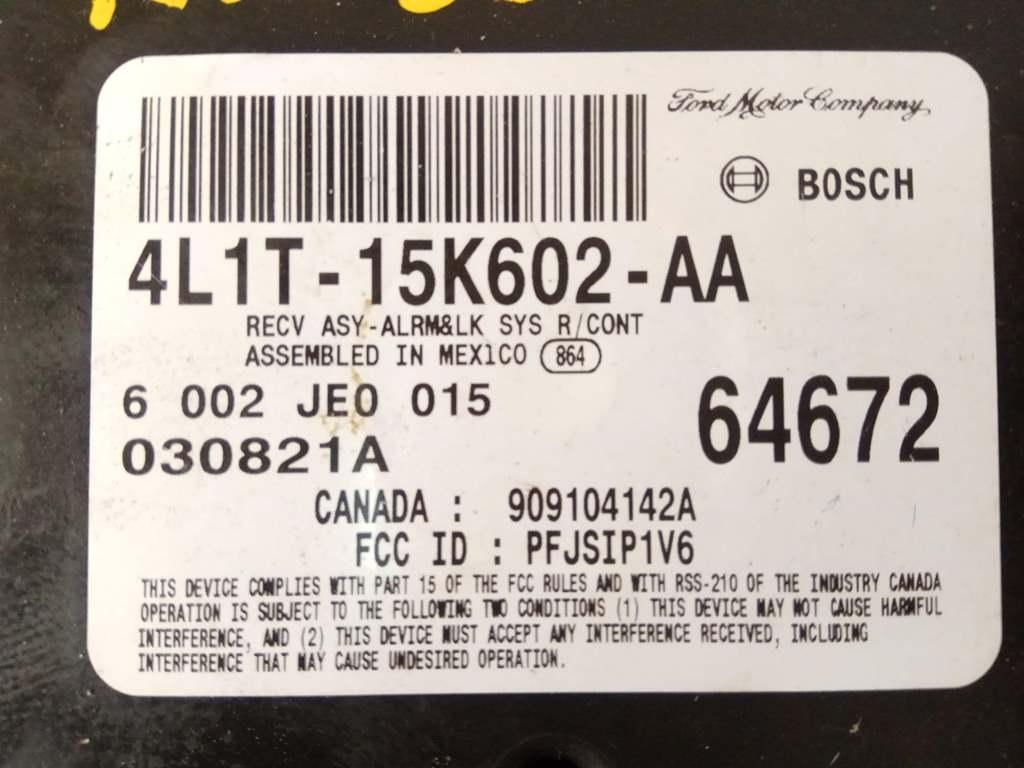 Ford Motor Company
BOSCH
4L1T-15K602-AA
RECV ASY-ALRM&LK SYS R/CONT
ASSEMBLED IN MEXICO 864
6 002 JE0 015
64672
030821A
CANADA : 909104142A
FCC ID : PFJSIP1V6
THIS DEVICE COMPLIES WITH PART 15 OF THE FCC RULES AND WITH RSS-210 OF THE INDUSTRY CANADA
OPERATION IS SUBJECT TO THE FOLLOWING TWO CONDITIONS (1) THIS DEVICE MAY NOT CAUSE HARMFUL
INTERFERENCE, AND (2) THIS DEVICE MUST ACCEPT ANY INTERFERENCE RECEIVED, INCLUDING
INTERFERENCE THAT MAY CAUSE UNDESIRED OPERATION.